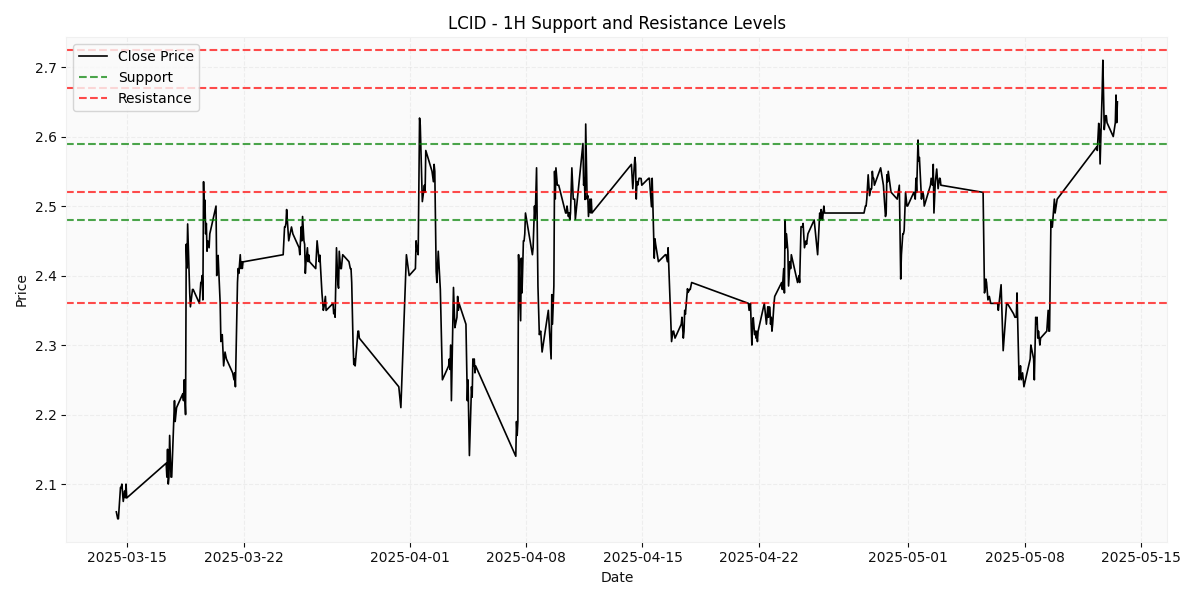 LCID - 1H Support and Resistance Levels
Close Price
Support
Resistance
Price
2.7
2.6
2.5
2.4
2.3
2.2
2.1
2025-03-15
2025-03-22
2025-04-01
2025-04-08
2025-04-15
2025-04-22
2025-05-01
2025-05-08
2025-05-15
Date